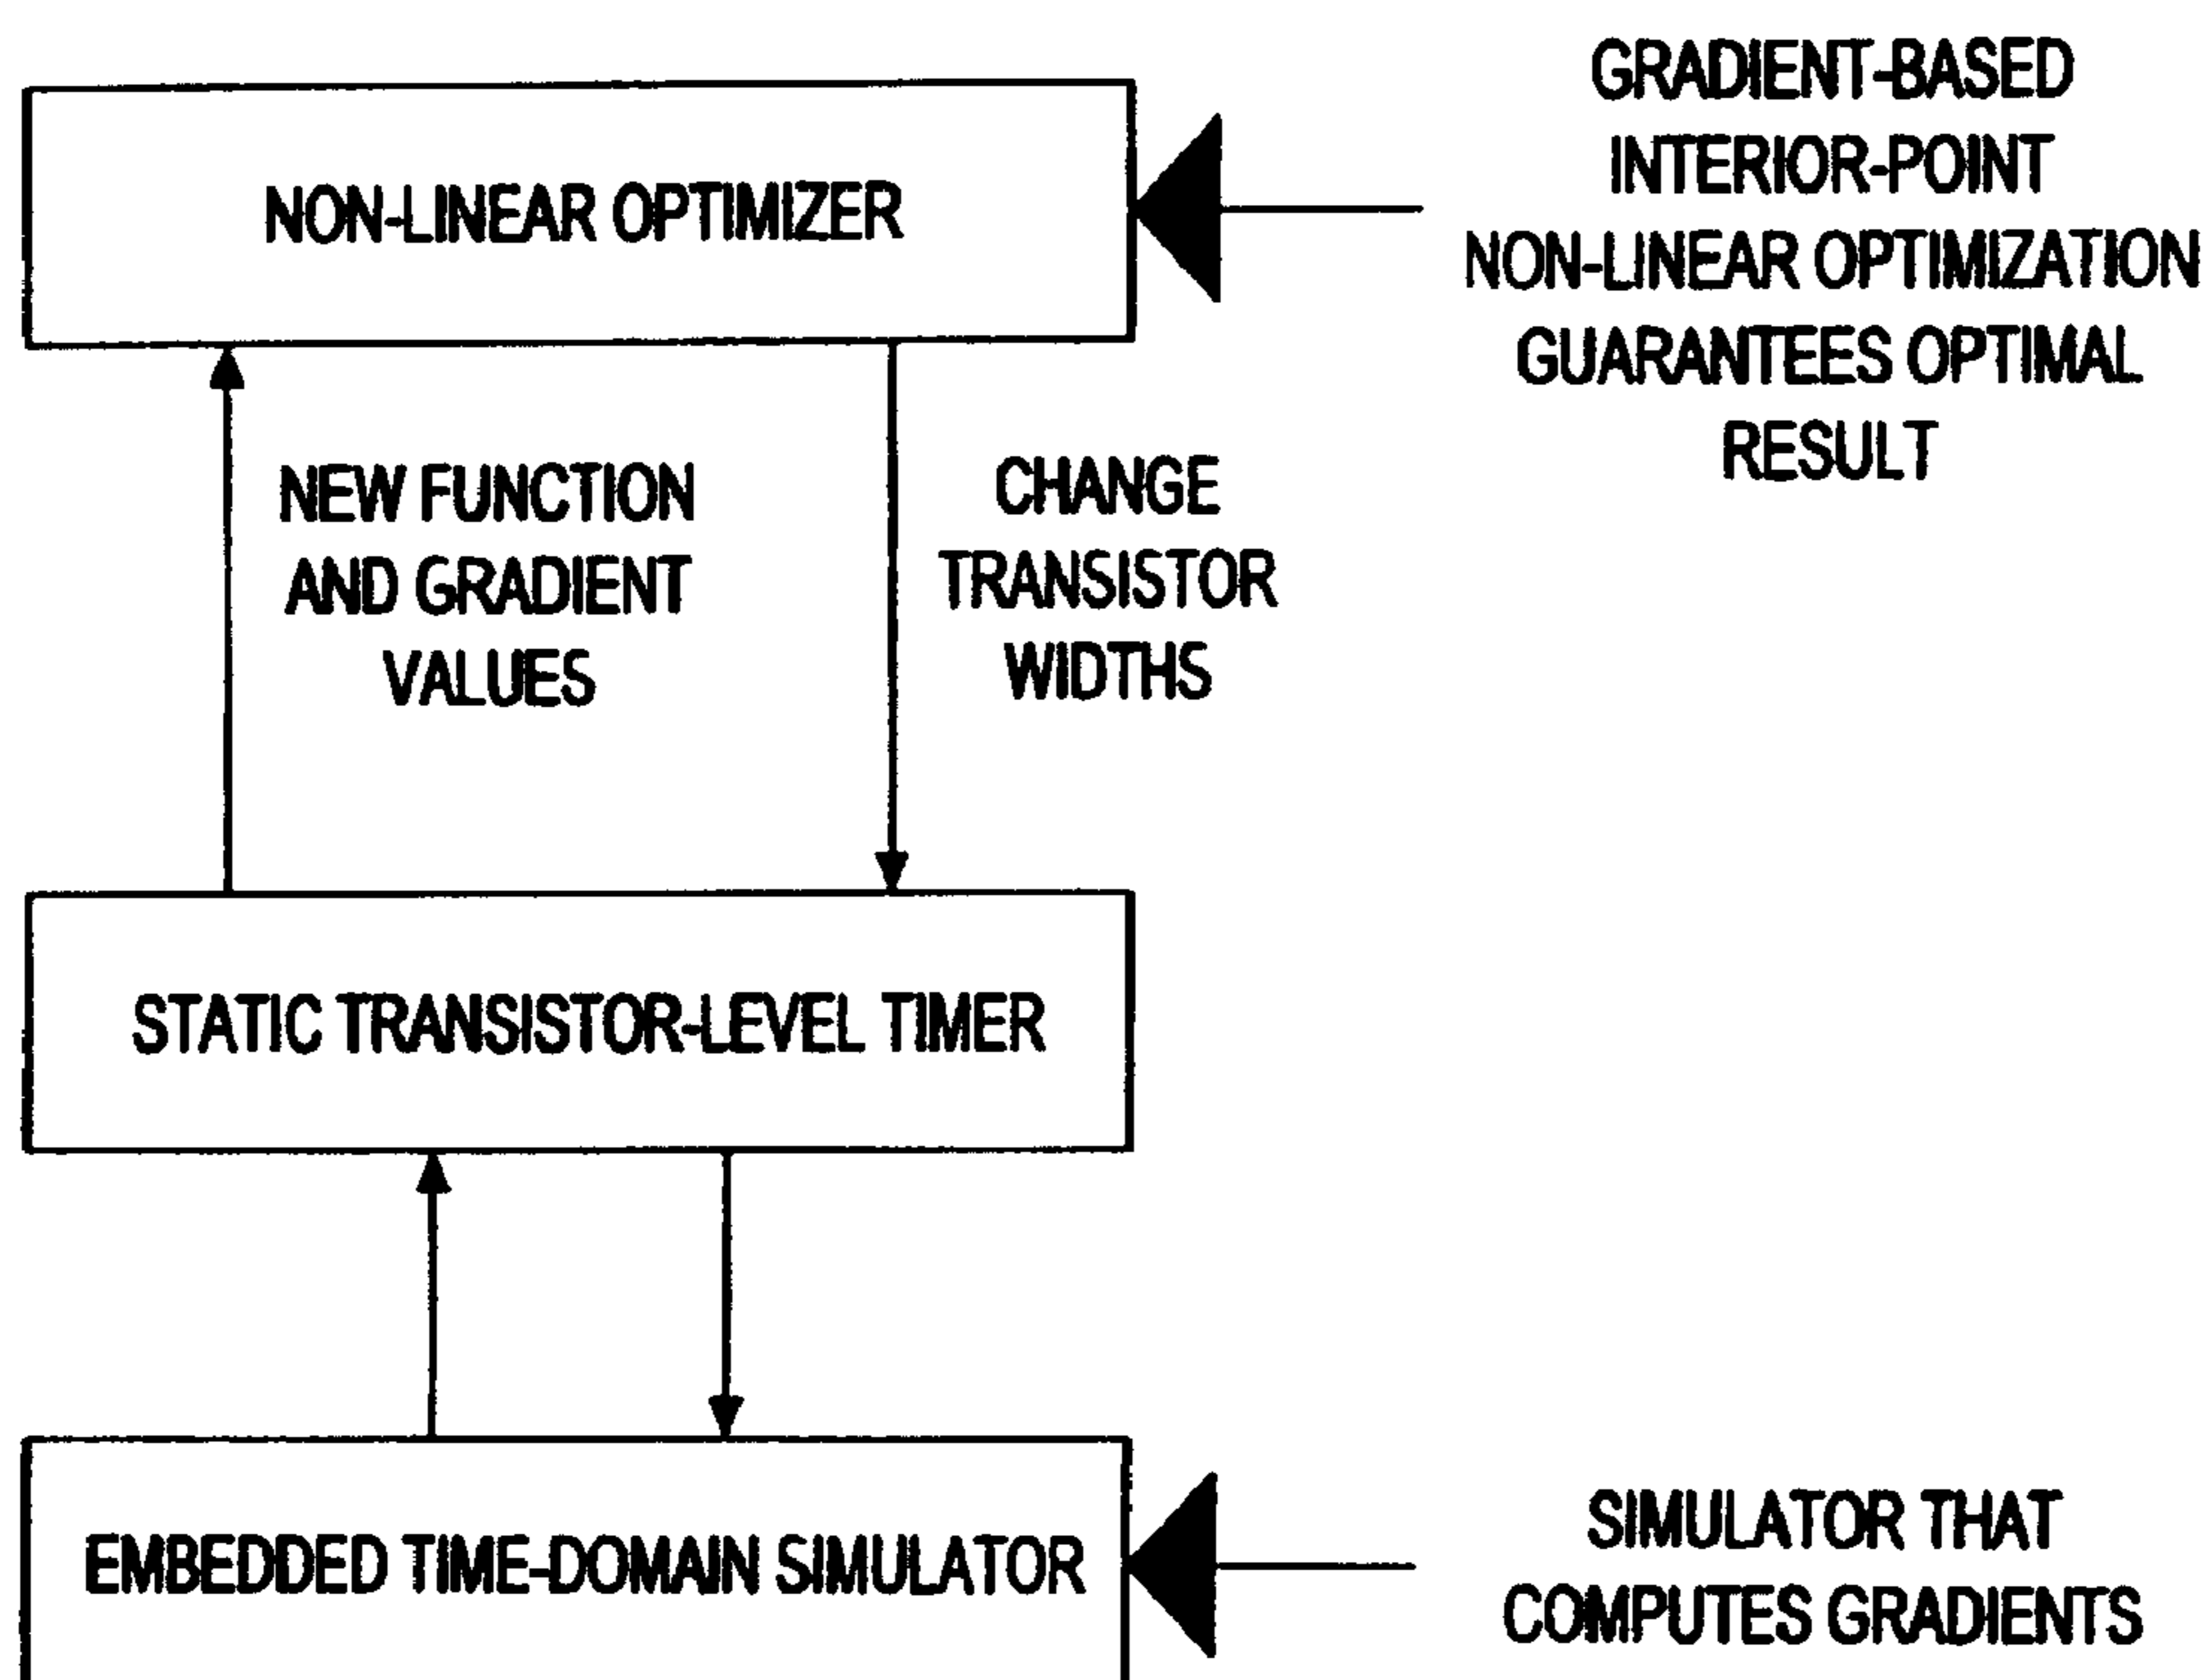 NON-LINEAR OPTIMIZER
GRADIENT-BASED
INTERIOR-POINT
NON-LINEAR OPTIMIZATION
GUARANTEES OPTIMAL
RESULT
NEW FUNCTION
AND GRADIENT
VALUES
CHANGE
TRANSISTOR
WIDTHS
STATIC TRANSISTOR-LEVEL TIMER
EMBEDDED TIME-DOMAIN SIMULATOR
SIMULATOR THAT
COMPUTES GRADIENTS